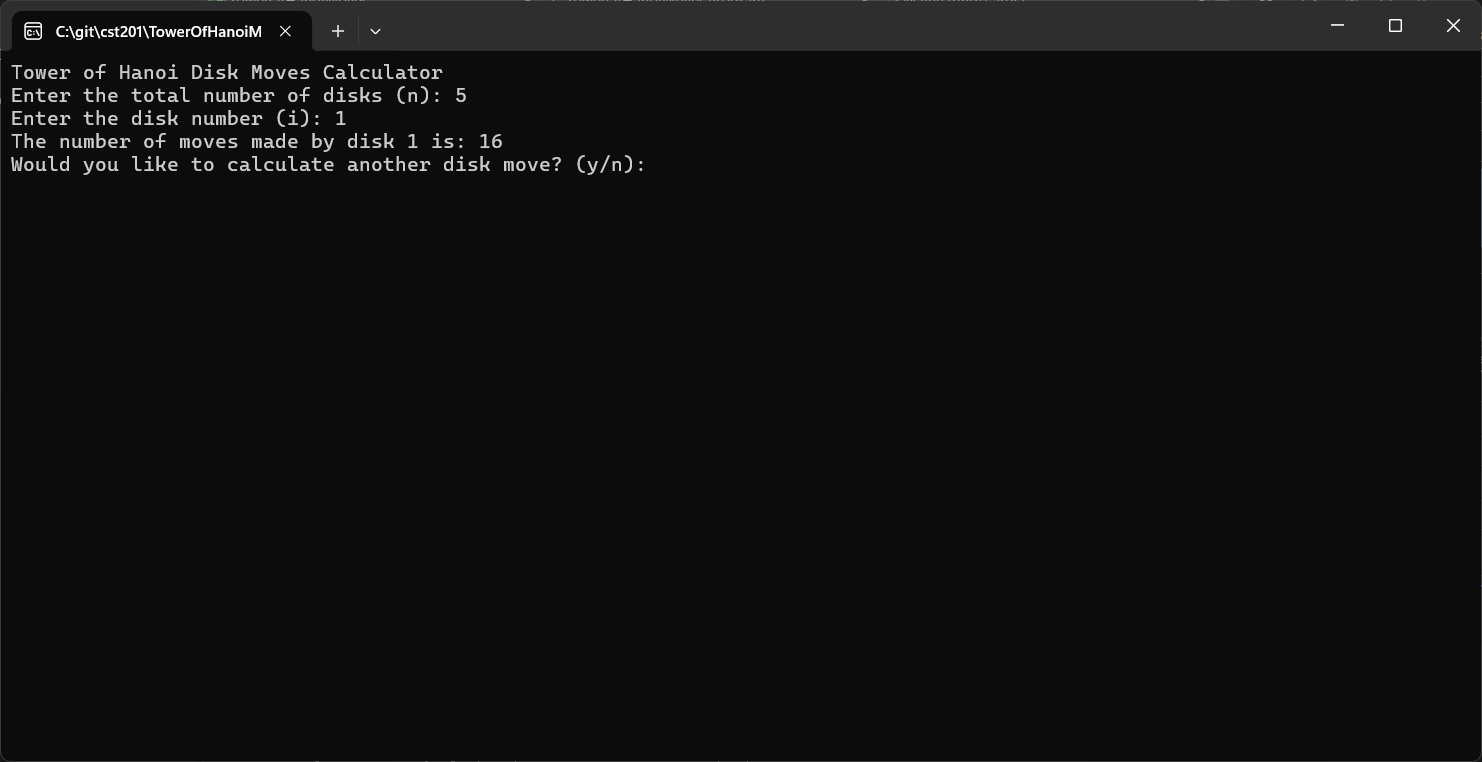 C:\git\cst201\TowerOfHanoiM
Tower of Hanoi Disk Moves Calculator
Enter the total number of disks (n): 5
Enter the disk number (i): 1
The number of moves made by disk 1 is: 16
Would you like to calculate another disk move? (y/n):